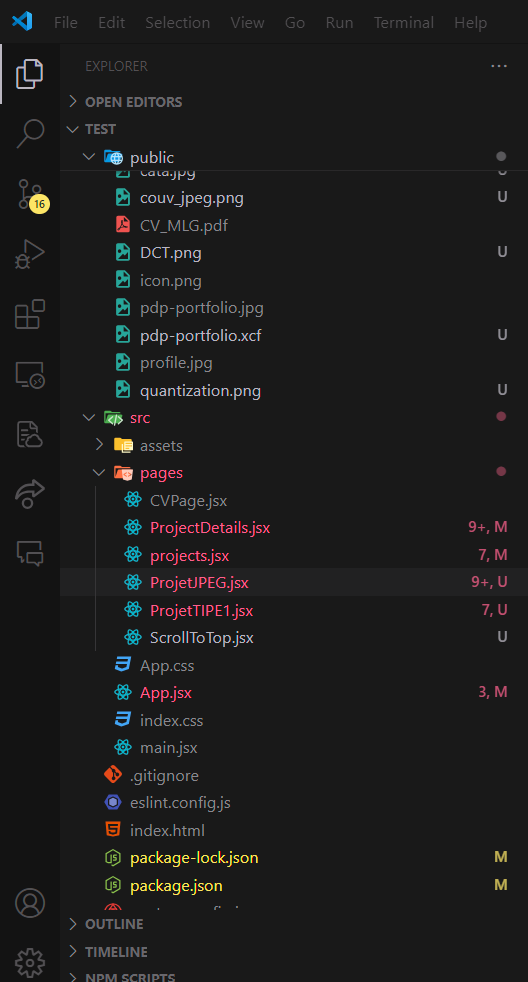 File Edit Selection View Go Run Terminal Help
EXPLORER ...
OPEN EDITORS
TEST
public
cata.jpg U
couv_jpeg.png U
CV_MLG.pdf
DCT.png U
icon.png
pdp-portfolio.jpg
pdp-portfolio.xcf U
profile.jpg
quantization.png U
src
assets
pages
CVPage.jsx
ProjectDetails.jsx 9+, M
projects.jsx 7, M
ProjetJPEG.jsx 9+, U
ProjetTIPE1.jsx 7, U
ScrollToTop.jsx U
App.css
App.jsx 3, M
index.css
main.jsx
.gitignore
eslint.config.js
index.html
package-lock.json M
package.json M
16
OUTLINE
TIMELINE
NPM SCRIPTS